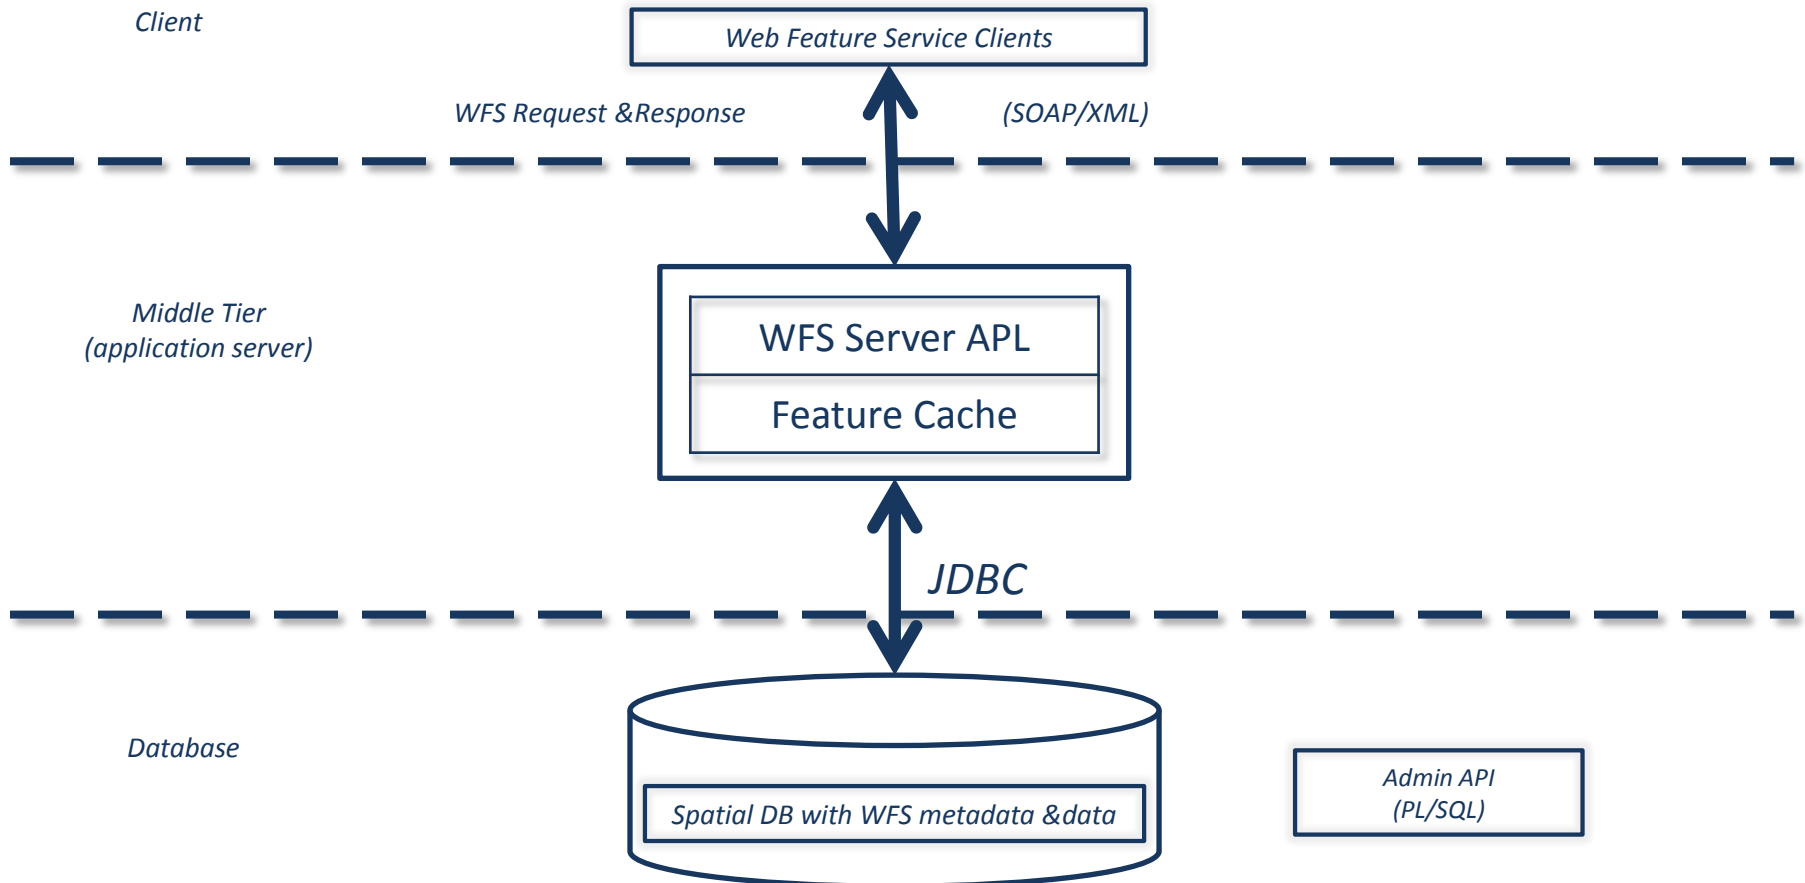 Client
Web Feature Service Clients
WFS Request &Response
(SOAP/XML)
Middle Tier
(application server)
WFS Server APL
Feature Cache
JDBC
Database
Spatial DB with WFS metadata &data
Admin API
(PL/SQL)